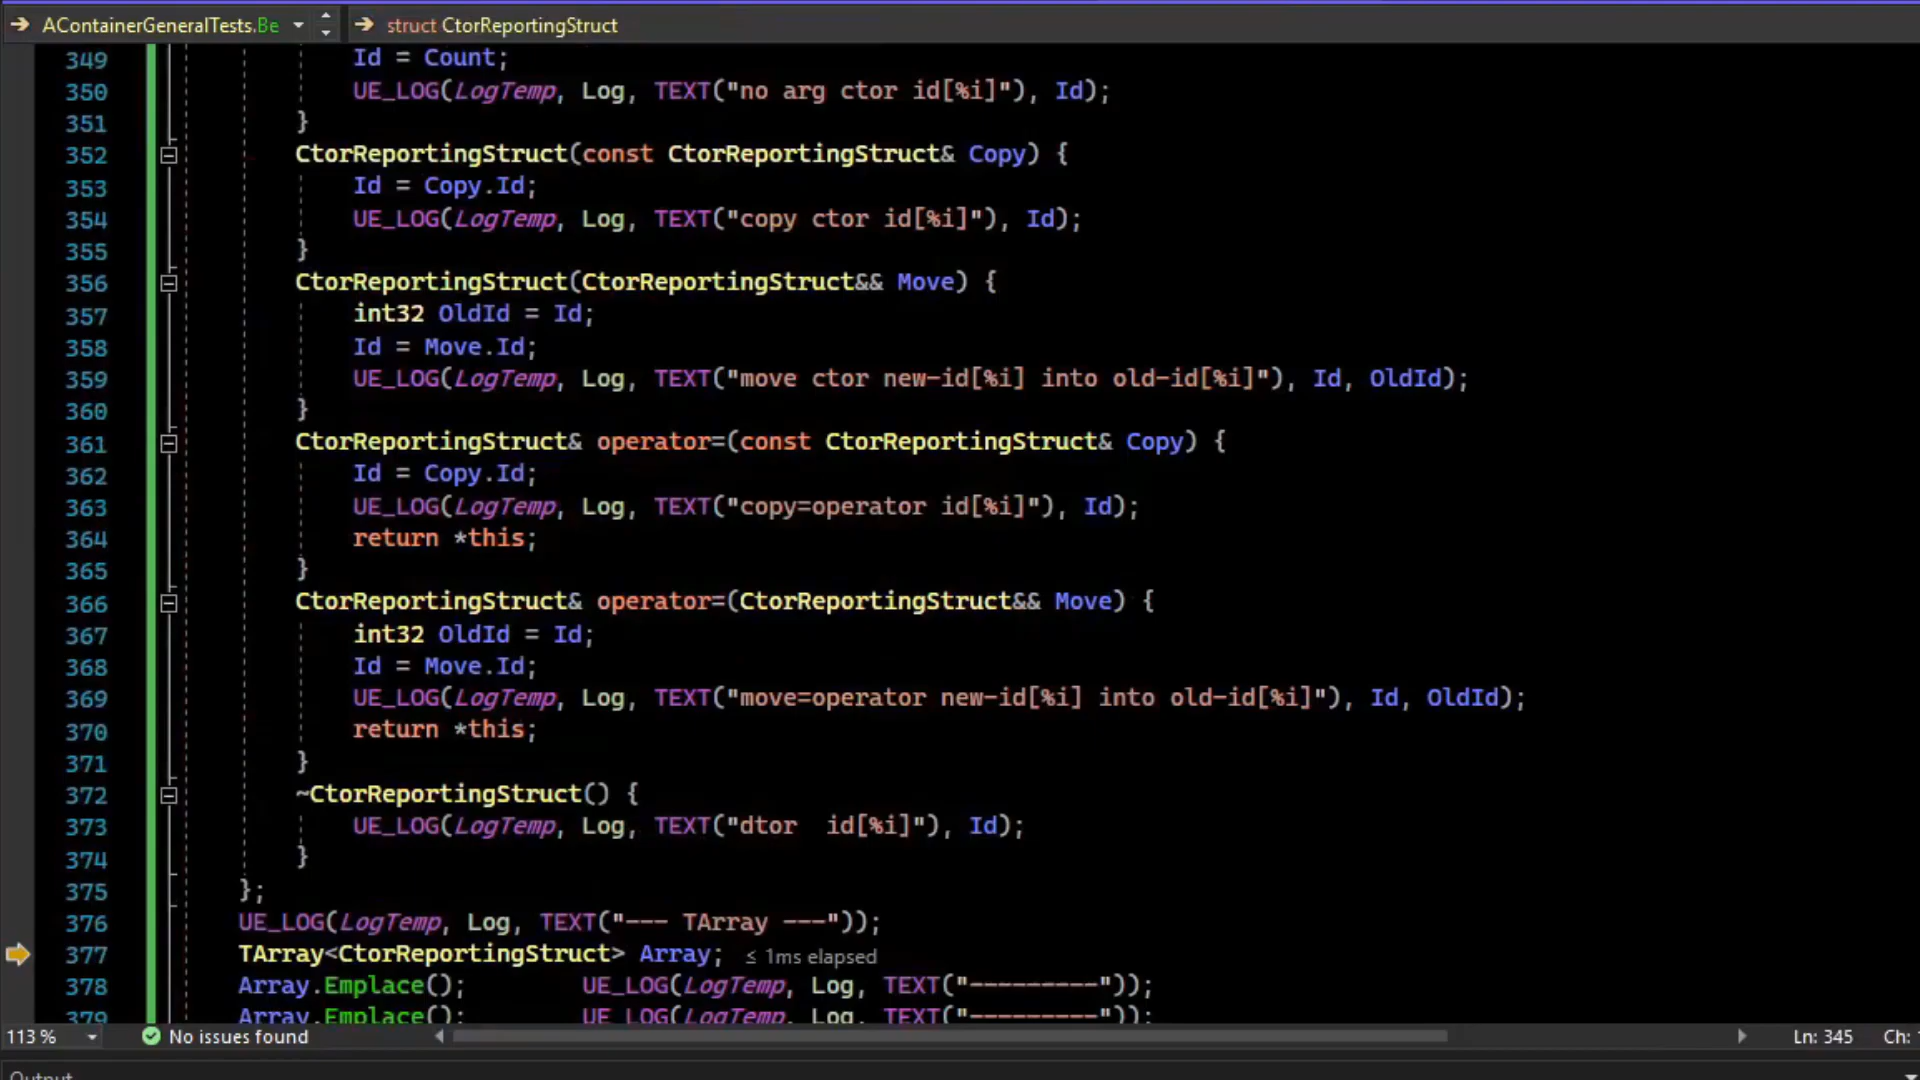 AContainerGeneralTests.Be
struct CtorReportingStruct
349 Id = Count;
350 UE_LOG(LogTemp, Log, TEXT("no arg ctor id[%i]"), Id);
351 }
352 CtorReportingStruct(const CtorReportingStruct& Copy) {
353 Id = Copy.Id;
354 UE_LOG(LogTemp, Log, TEXT("copy ctor id[%i]"), Id);
355 }
356 CtorReportingStruct(CtorReportingStruct&& Move) {
357 int32 OldId = Id;
358 Id = Move.Id;
359 UE_LOG(LogTemp, Log, TEXT("move ctor new-id[%i] into old-id[%i]"), Id, OldId);
360 }
361 CtorReportingStruct& operator=(const CtorReportingStruct& Copy) {
362 Id = Copy.Id;
363 UE_LOG(LogTemp, Log, TEXT("copy=operator id[%i]"), Id);
364 return *this;
365 }
366 CtorReportingStruct& operator=(CtorReportingStruct&& Move) {
367 int32 OldId = Id;
368 Id = Move.Id;
369 UE_LOG(LogTemp, Log, TEXT("move=operator new-id[%i] into old-id[%i]"), Id, OldId);
370 return *this;
371 }
372 ~CtorReportingStruct() {
373 UE_LOG(LogTemp, Log, TEXT("dtor  id[%i]"), Id);
374 }
375 };
376 UE_LOG(LogTemp, Log, TEXT("--- TArray ---"));
377 TArray<CtorReportingStruct> Array; ≤ 1ms elapsed
378 Array.Emplace(); UE_LOG(LogTemp, Log, TEXT("---------"));
379 Array.Emplace(); UE_LOG(LogTemp, Log, TEXT("---------"));
113 % No issues found Ln: 345 Ch:
Output